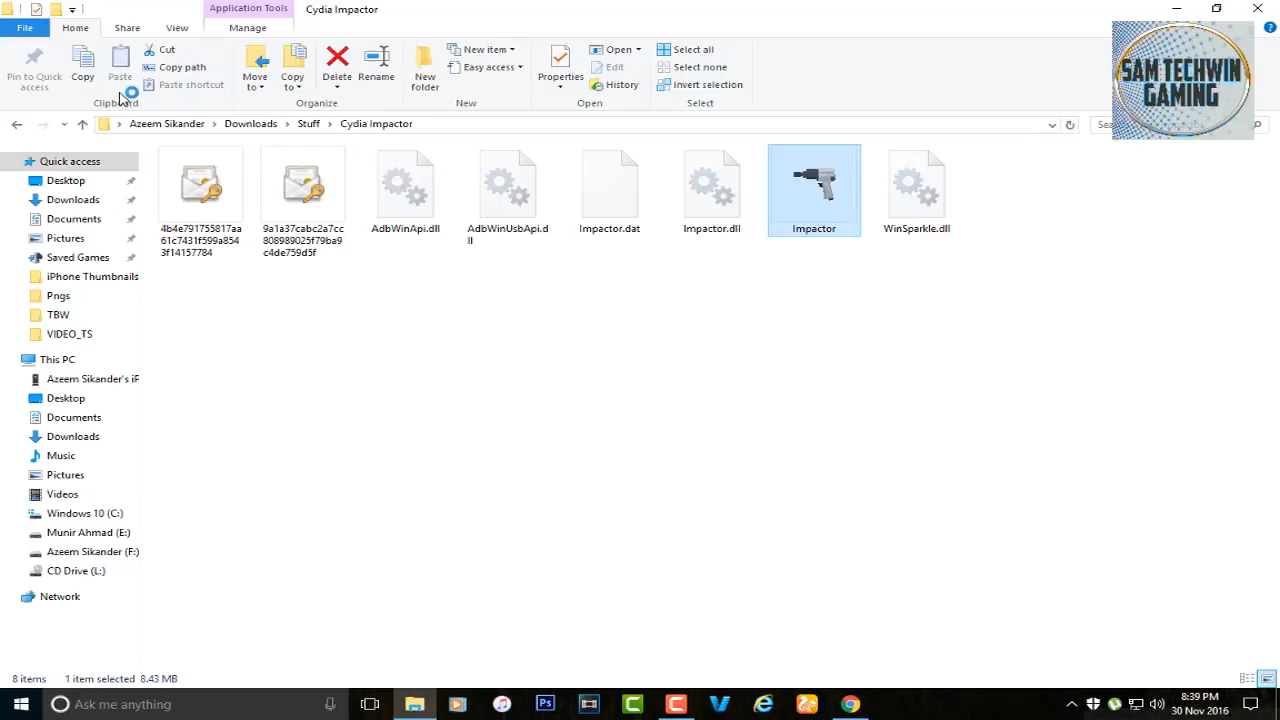 Application Tools
Cydia Impactor
File
Home
Share
View
Manage
Pin to Quick
access
Copy
Paste
Cut
Copy path
Paste shortcut
Clipboard
Move
to
Copy
to
Delete
Rename
Organize
New
folder
New item
Easy access
New
Properties
Open
Edit
History
Open
Select all
Select none
Invert selection
Select
SAM TECHWIN
GAMING
Azeem Sikander
Downloads
Stuff
Cydia Impactor
Quick access
Desktop
Downloads
Documents
Pictures
Saved Games
iPhone Thumbnails
Pngs
TBW
VIDEO_TS
This PC
Azeem Sikander's iP
Desktop
Documents
Downloads
Music
Pictures
Videos
Windows 10 (C:)
Munir Ahmad (E:)
Azeem Sikander (F:)
CD Drive (L:)
Network
4b4e791755817aa
61c7431f599a854
3f14157784
9a1a37cabc2a7cc
808989025f79ba9
c4de759d5f
AdbWinApi.dll
AdbWinUsbApi.d
ll
Impactor.dat
Impactor.dll
Impactor
WinSparkle.dll
8 items
1 item selected
8.43 MB
Ask me anything
Ps
8:39 PM
30 Nov 2016